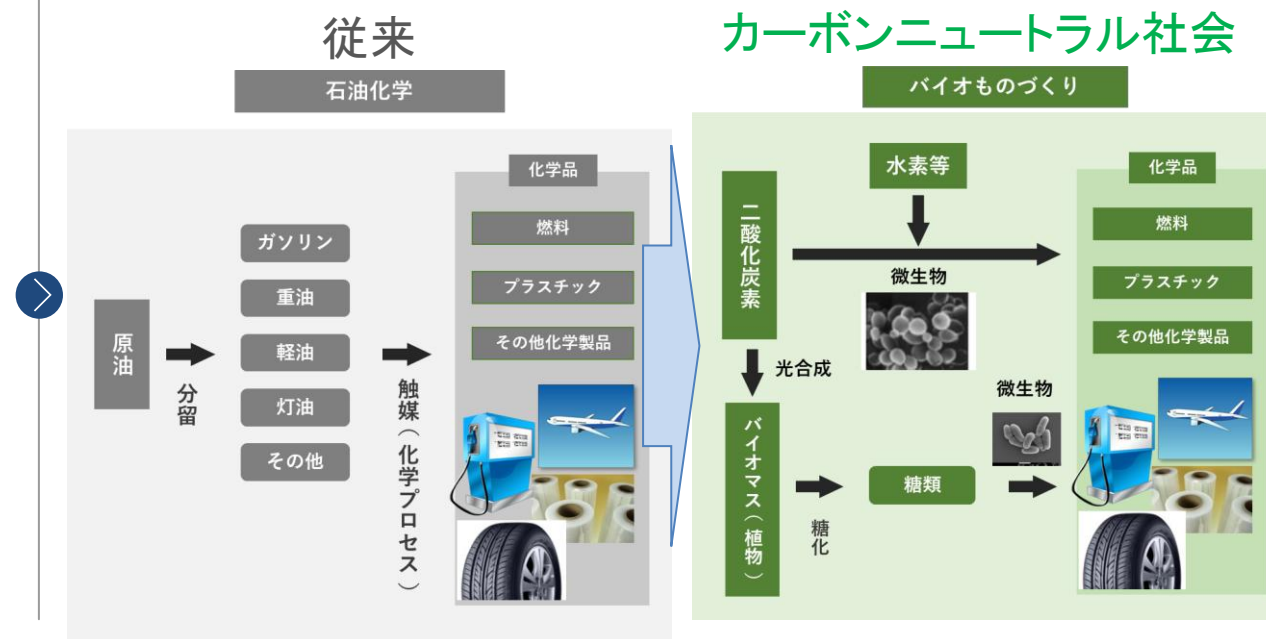 従来
石油化学
原油
分留
ガソリン
重油
軽油
灯油
その他
触媒（化学プロセス）
化学品
燃料
プラスチック
その他化学製品
カーボンニュートラル社会
バイオものづくり
二酸化炭素
水素等
微生物
光合成
バイオマス（植物）
糖化
糖類
微生物
化学品
燃料
プラスチック
その他化学製品